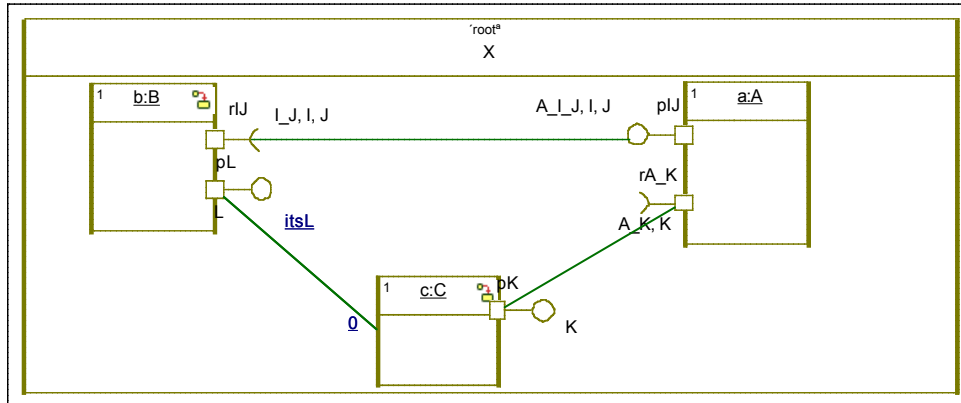 ´rootª
X
1
b:B
rIJ
I_J, I, J
A_I_J, I, J
pIJ
1
a:A
pL
L
itsL
rA_K
A_K, K
1
c:C
pK
0
K